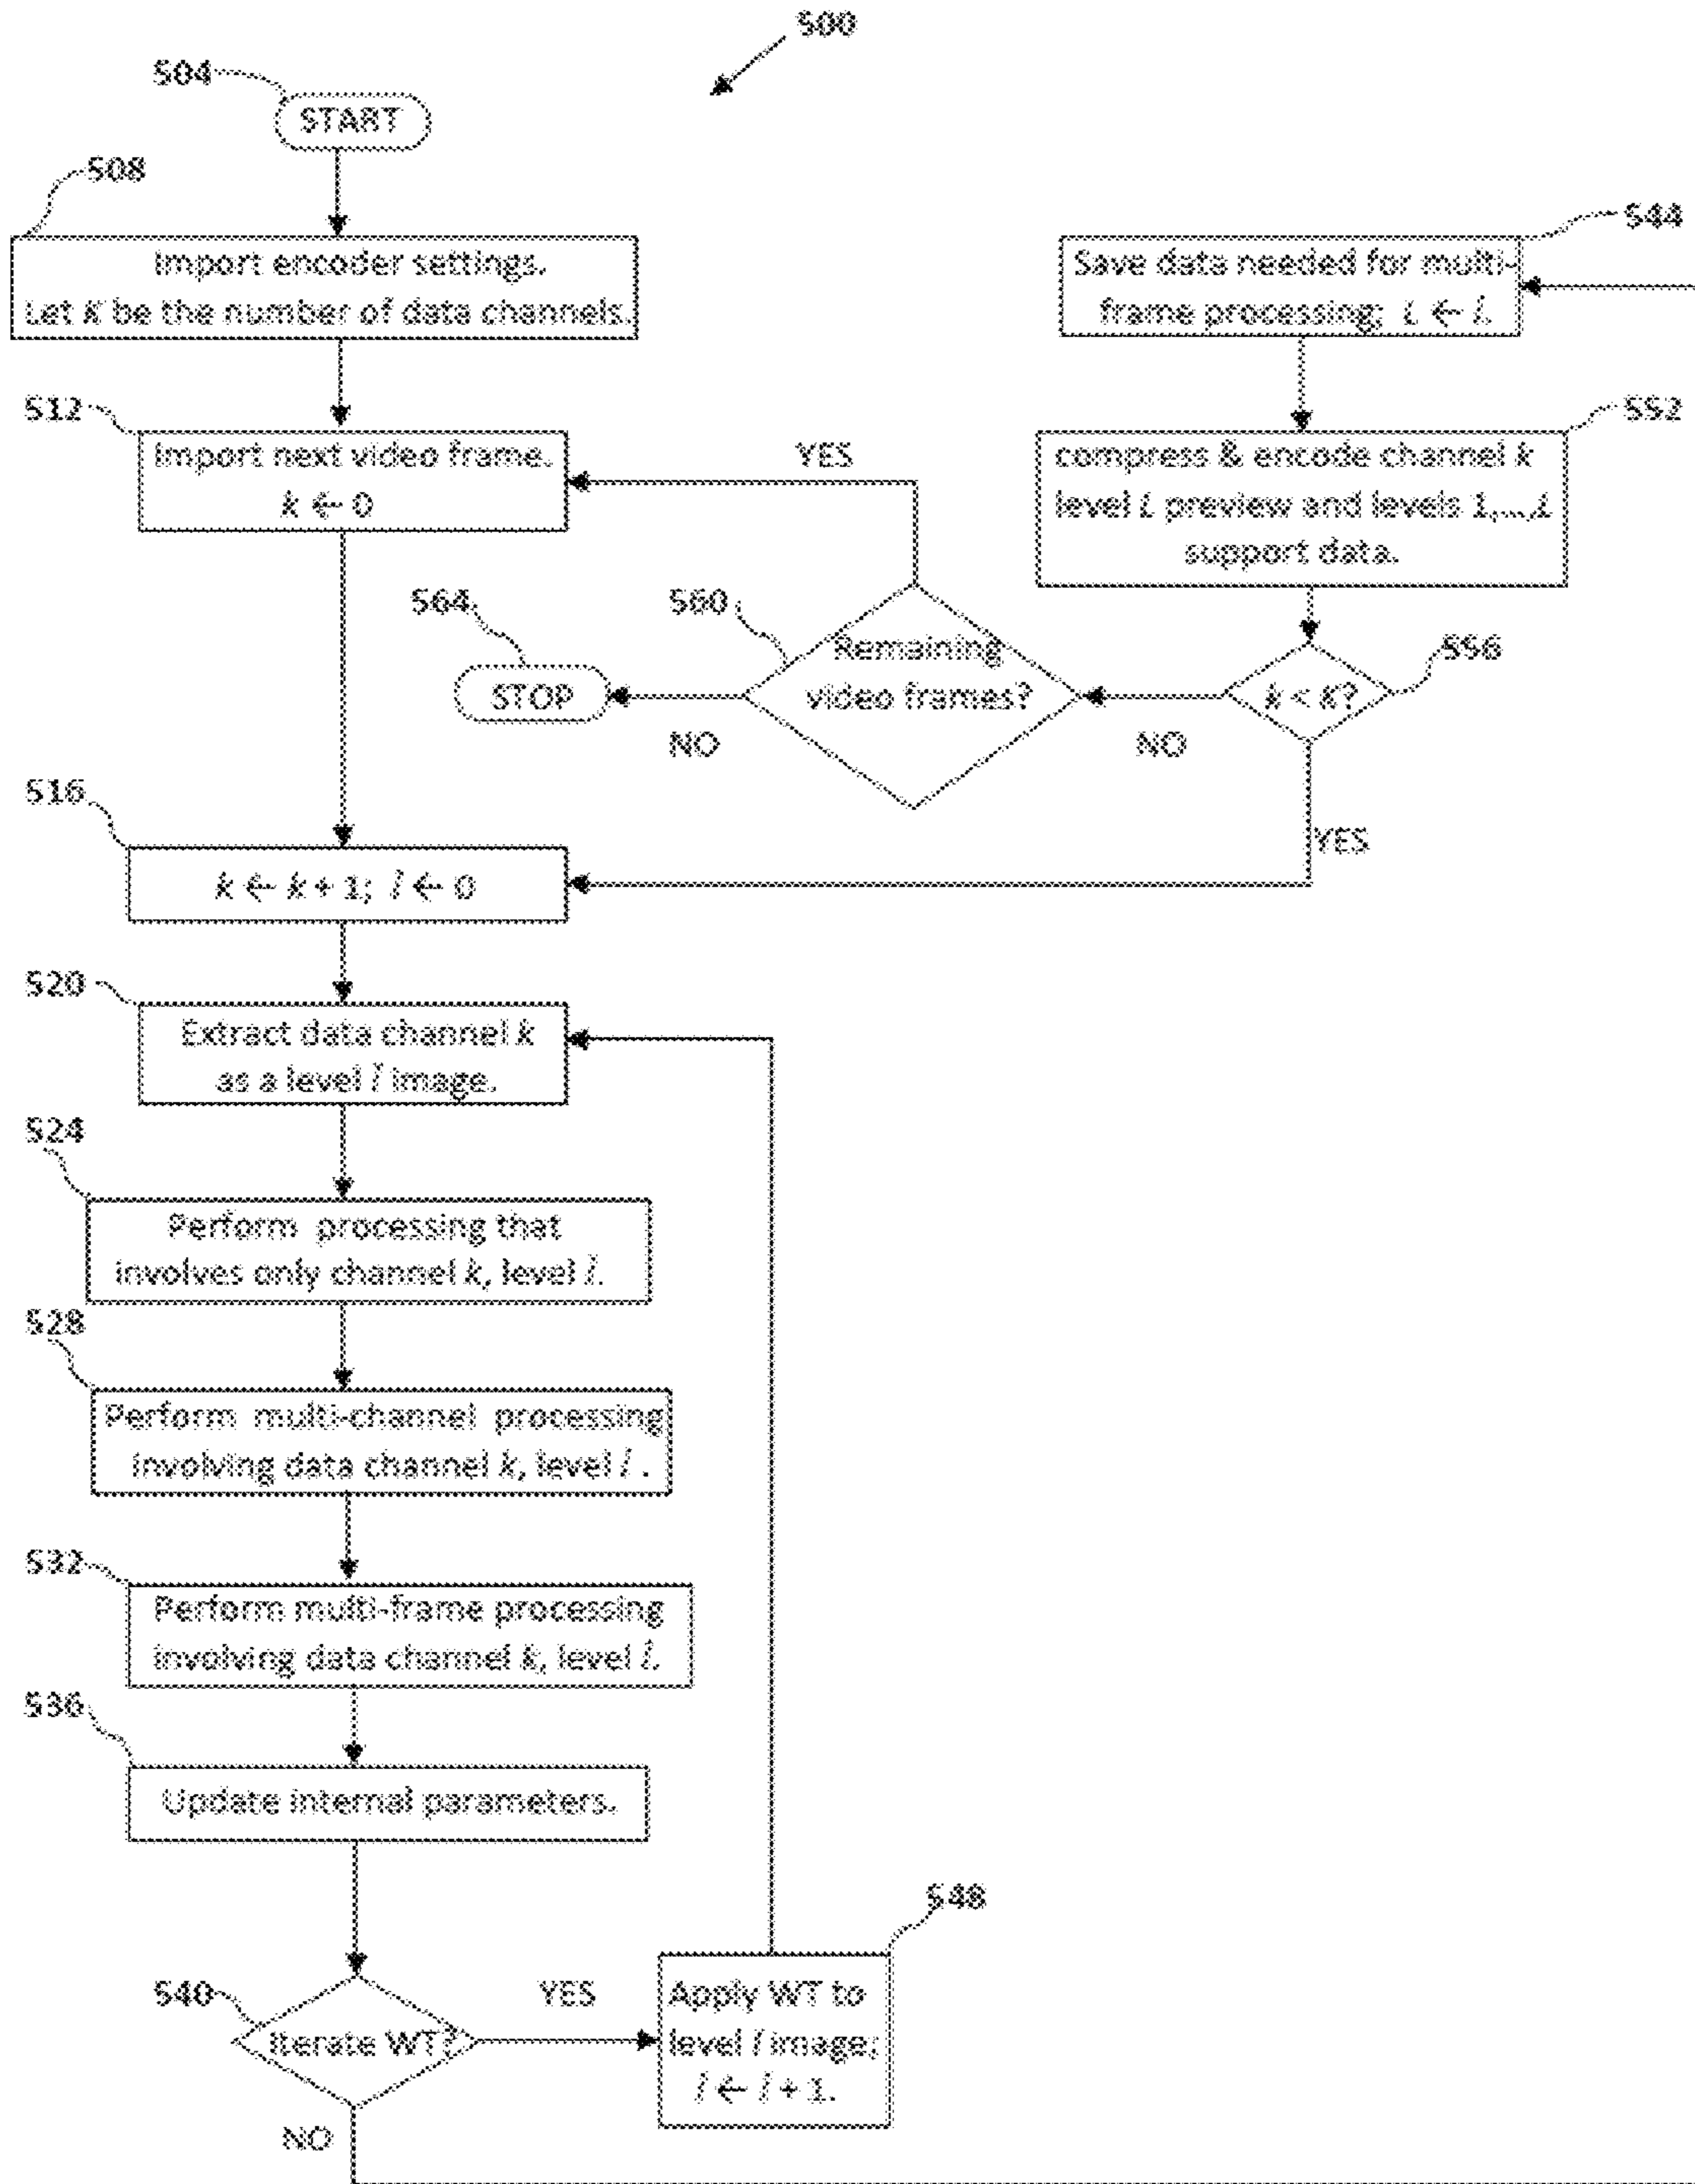 500
504
START
508
Import encoder settings.
Let K be the number of data channels.
544
Save data needed for multi-
frame processing; L ← l.
512
Import next video frame.
k ← 0
YES
552
compress & encode channel k
level L preview and levels 1,...,L
support data.
564
STOP
560
Remaining
video frames?
NO
556
k < K?
NO
YES
516
k ← k + 1; l ← 0
520
Extract data channel k
as a level l image.
524
Perform processing that
involves only channel k, level l.
528
Perform multi-channel processing
involving data channel k, level l .
532
Perform multi-frame processing
involving data channel k, level l.
536
Update internal parameters.
540
Iterate WT?
YES
NO
548
Apply WT to
level l image;
l ← l + 1.